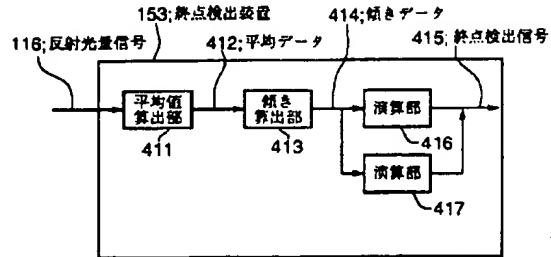 153;終点検出装置
414;傾きデータ
412;平均データ
415;終点検出信号
116;反射光量信号
平均値
算出部
411
傾き
算出部
413
演算部
416
演算部
417